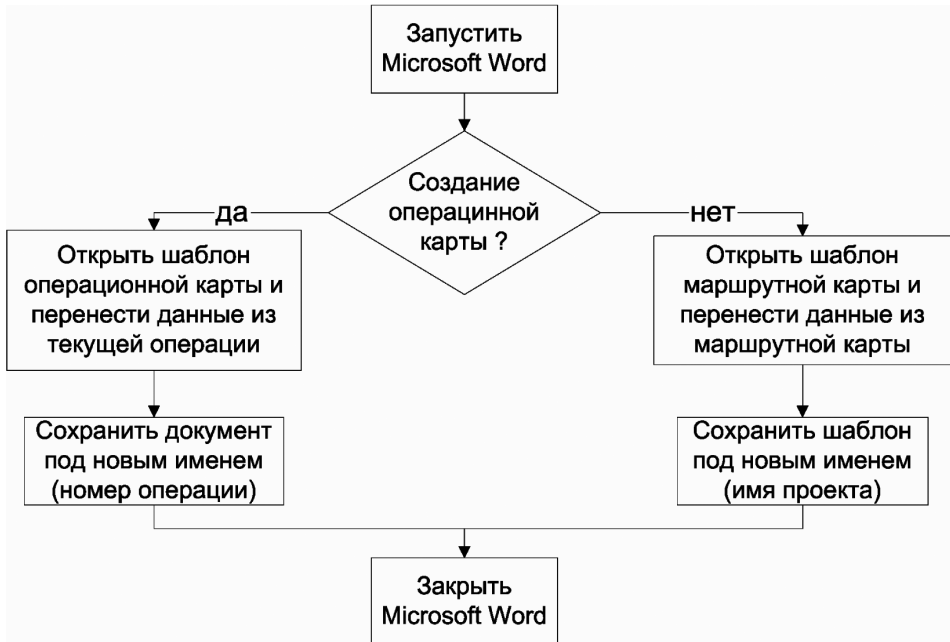 Запустить
Microsoft Word
Создание
операцинной
карты ?
да
нет
Открыть шаблон
операционной карты и
перенести данные из
текущей операции
Открыть шаблон
маршрутной карты и
перенести данные из
маршрутной карты
Сохранить документ
под новым именем
(номер операции)
Сохранить шаблон
под новым именем
(имя проекта)
Закрыть
Microsoft Word